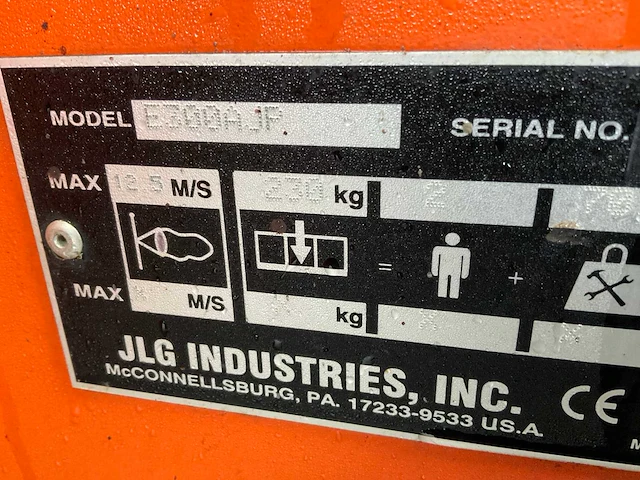 MODEL E300AJP SERIAL NO.
MAX 12.5 M/S 230 kg 2 70
= +
MAX M/S kg
JLG INDUSTRIES, INC.
McCONNELLSBURG, PA. 17233-9533 U.S.A.
CE